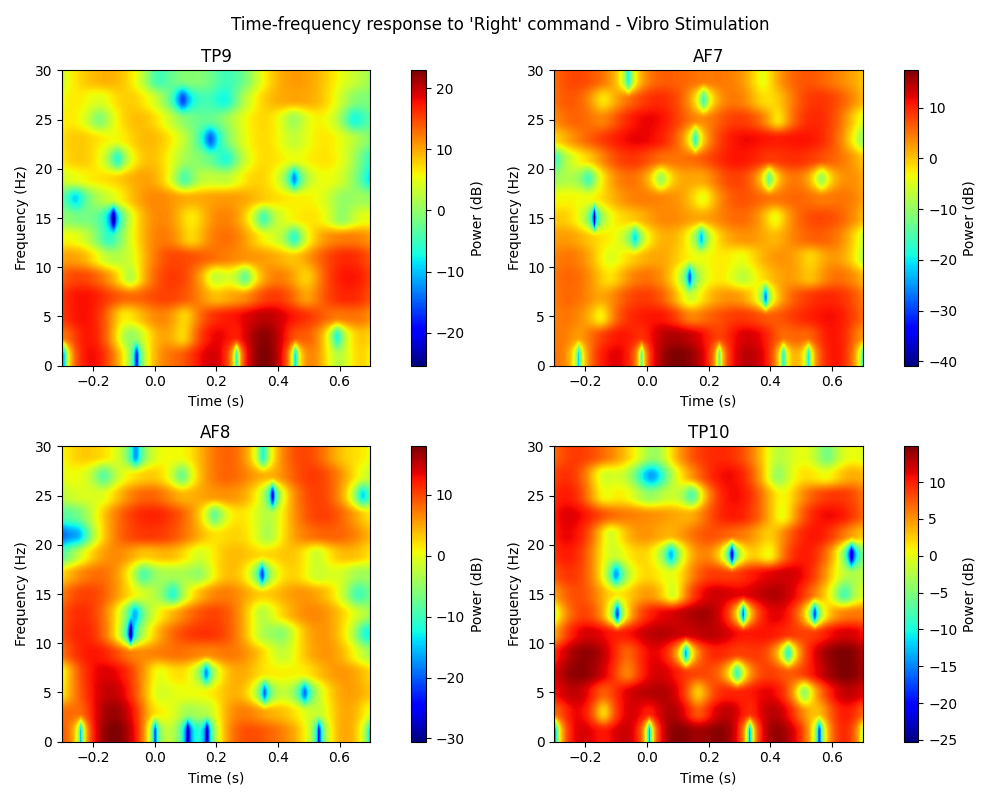 Time-frequency response to 'Right' command - Vibro Stimulation
TP9
30
25
20
15
10
5
0
Frequency (Hz)
−0.2 0.0 0.2 0.4 0.6
Time (s)
20
10
0
−10
−20
Power (dB)
AF7
30
25
20
15
10
5
0
Frequency (Hz)
−0.2 0.0 0.2 0.4 0.6
Time (s)
10
0
−10
−20
−30
−40
Power (dB)
AF8
30
25
20
15
10
5
0
Frequency (Hz)
−0.2 0.0 0.2 0.4 0.6
Time (s)
10
0
−10
−20
−30
Power (dB)
TP10
30
25
20
15
10
5
0
Frequency (Hz)
−0.2 0.0 0.2 0.4 0.6
Time (s)
10
5
0
−5
−10
−15
−20
−25
Power (dB)